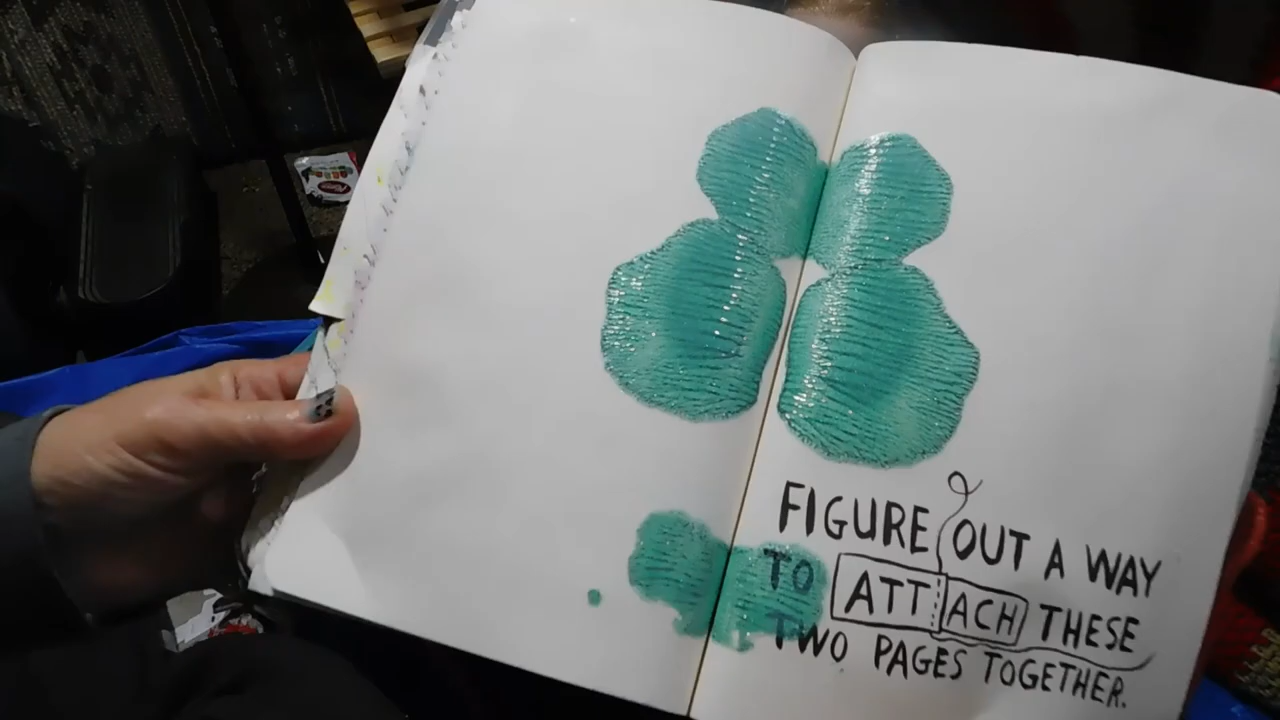 FIGURE OUT A WAY
TO ATTACH THESE
TWO PAGES TOGETHER.